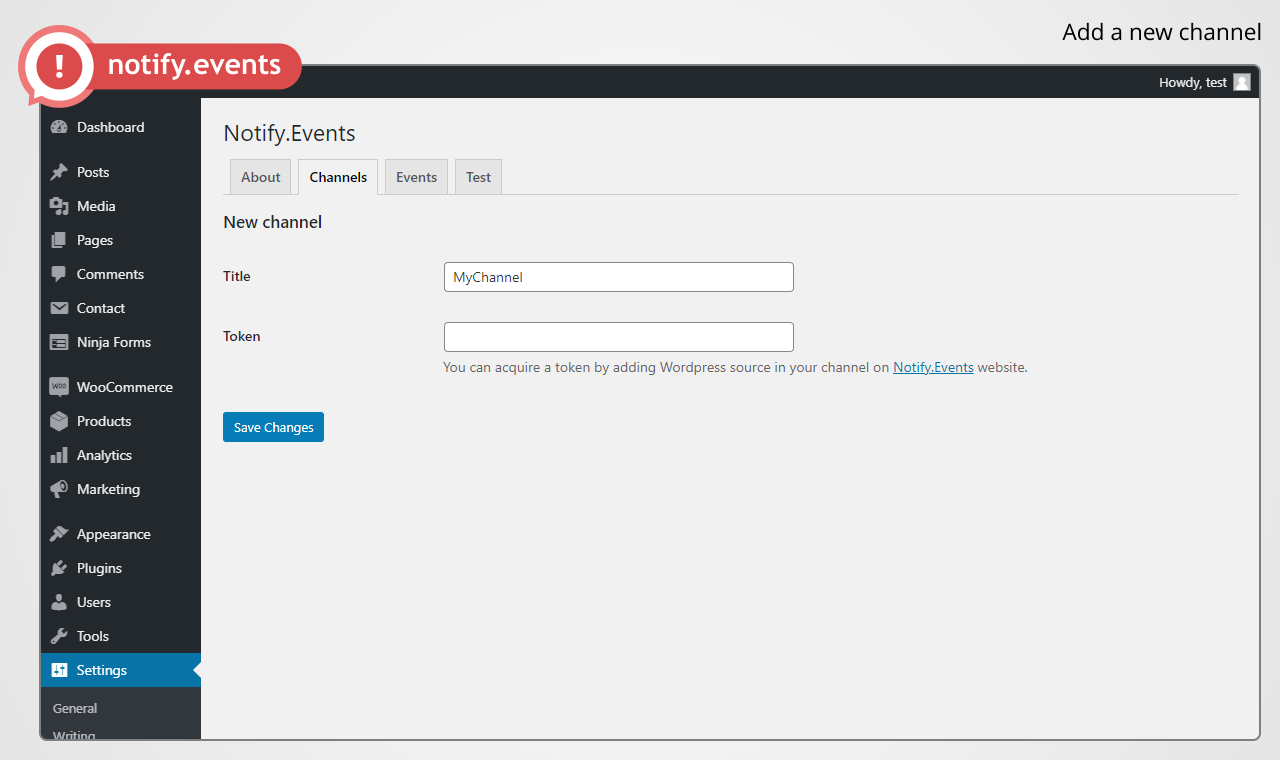 Add a new channel
! notify.events
Howdy, test
Dashboard
Posts
Media
Pages
Comments
Contact
Ninja Forms
WOO WooCommerce
Products
Analytics
Marketing
Appearance
Plugins
Users
Tools
Settings
General
Writing
Notify.Events
About Channels Events Test
New channel
Title MyChannel
Token
You can acquire a token by adding Wordpress source in your channel on Notify.Events website.
Save Changes